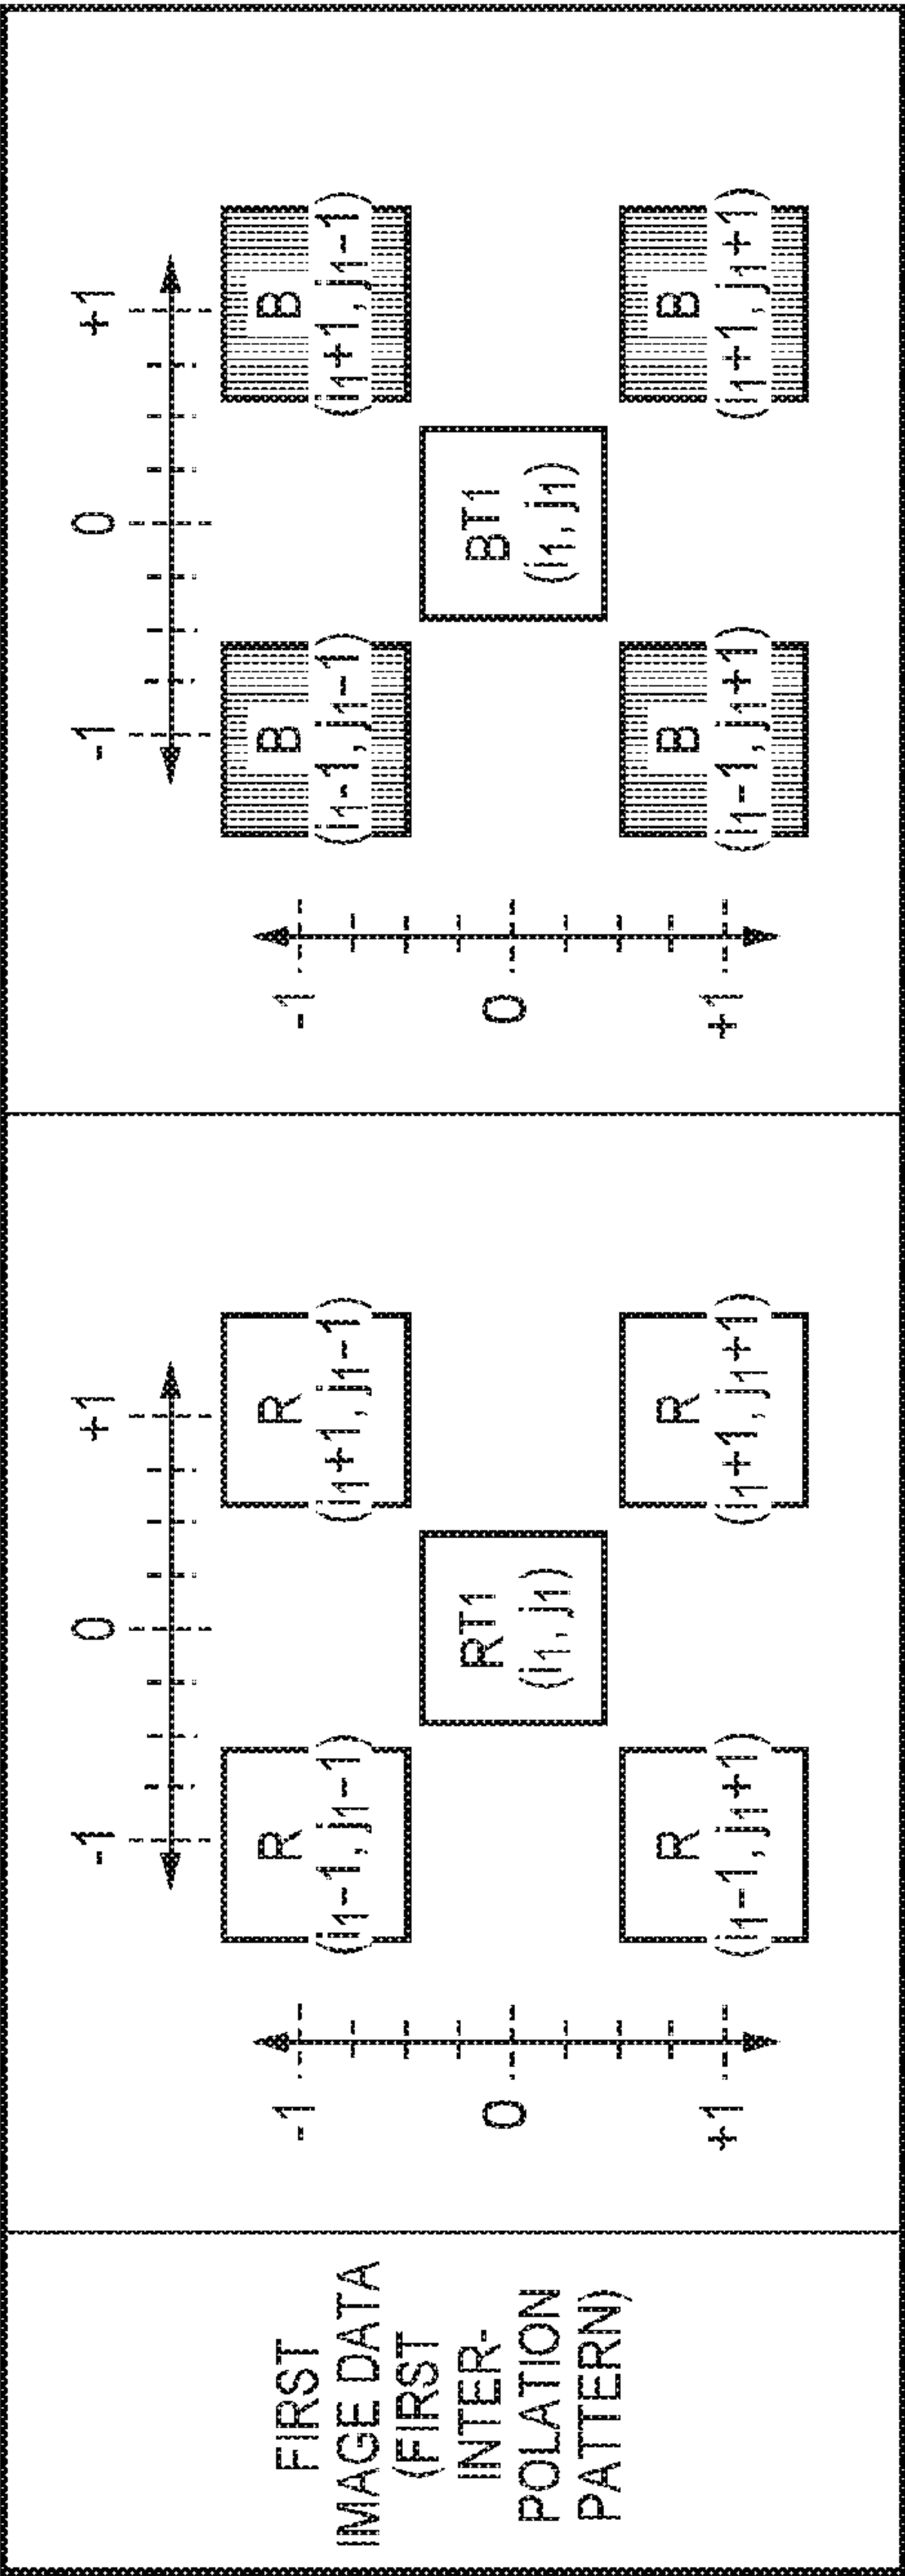 FIRST
IMAGE DATA
(FIRST
INTER-
POLATION
PATTERN)
-1 0 +1
-1
0
+1
R
(i1−1, j1−1)
R
(i1+1, j1−1)
RT1
(i1, j1)
R
(i1−1, j1+1)
R
(i1+1, j1+1)
-1 0 +1
-1
0
+1
B
(i1-1, j1−1)
B
(i1+1, j1−1)
BT1
(i1, j1)
B
(i1−1, j1+1)
B
(i1+1, j1+1)